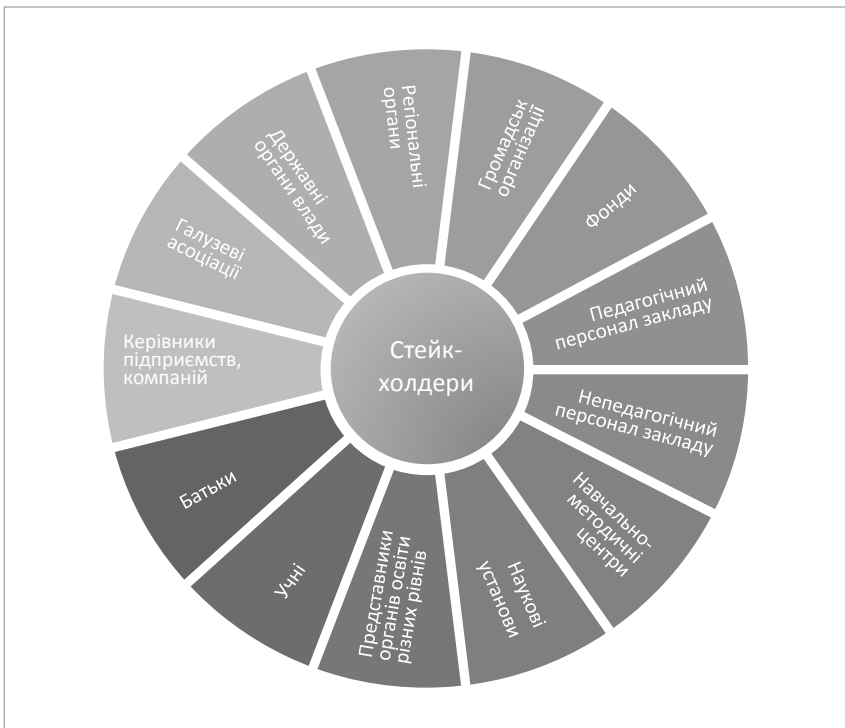 Стейк-
холдери
Регіональні
органи
Громадськ
організації
Фонди
Педагогічний
персонал закладу
Непедагогічний
персонал закладу
Навчально-
методичні
центри
Наукові
установи
Представники
органів освіти
різних рівнів
Учні
Батьки
Керівники
підприємств,
компаній
Галузеві
асоціації
Державні
органи влади